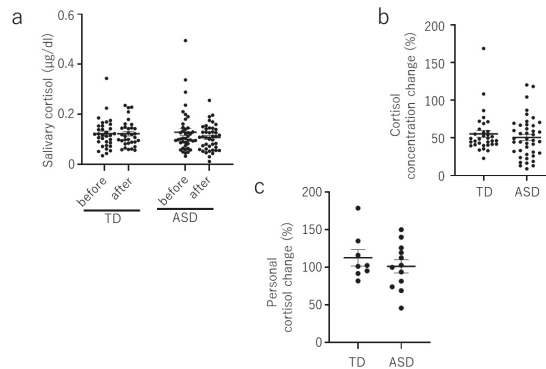 a
Salivary cortisol (μg/dl)
0.6
0.4
0.2
0
before
after
before
after
TD
ASD
b
Cortisol
concentration change (%)
200
150
100
50
0
TD
ASD
c
Personal
cortisol change (%)
200
150
100
50
0
TD
ASD